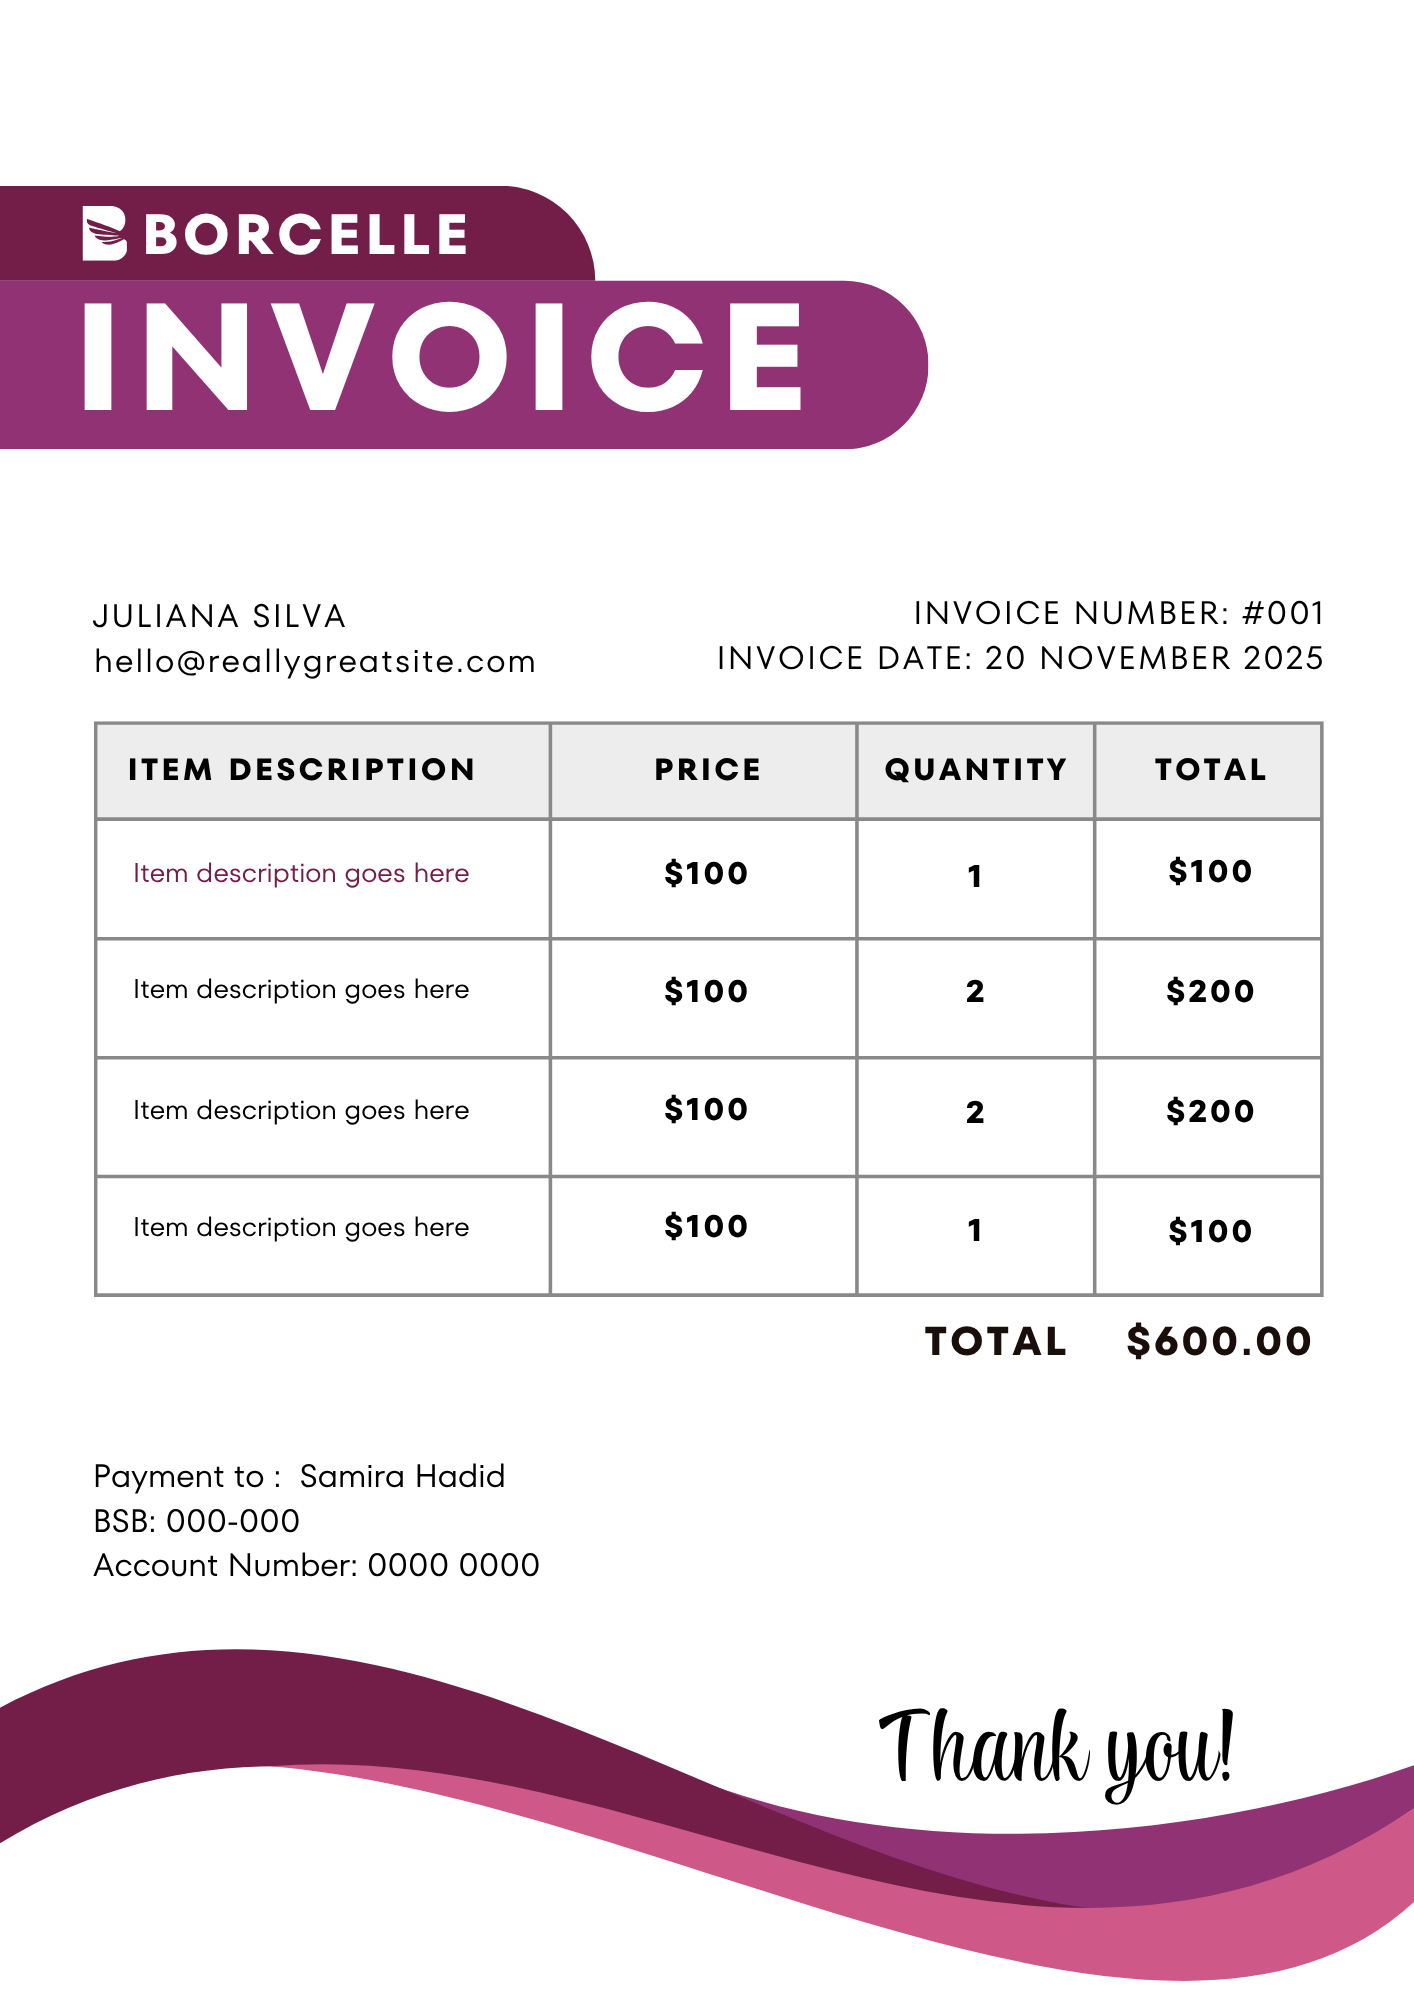 BORCELLE
INVOICE
JULIANA SILVA
hello@reallygreatsite.com
INVOICE NUMBER: #001
INVOICE DATE: 20 NOVEMBER 2025
ITEM DESCRIPTION PRICE QUANTITY TOTAL
Item description goes here $100 1 $100
Item description goes here $100 2 $200
Item description goes here $100 2 $200
Item description goes here $100 1 $100
TOTAL $600.00
Payment to : Samira Hadid
BSB: 000-000
Account Number: 0000 0000
Thank you!